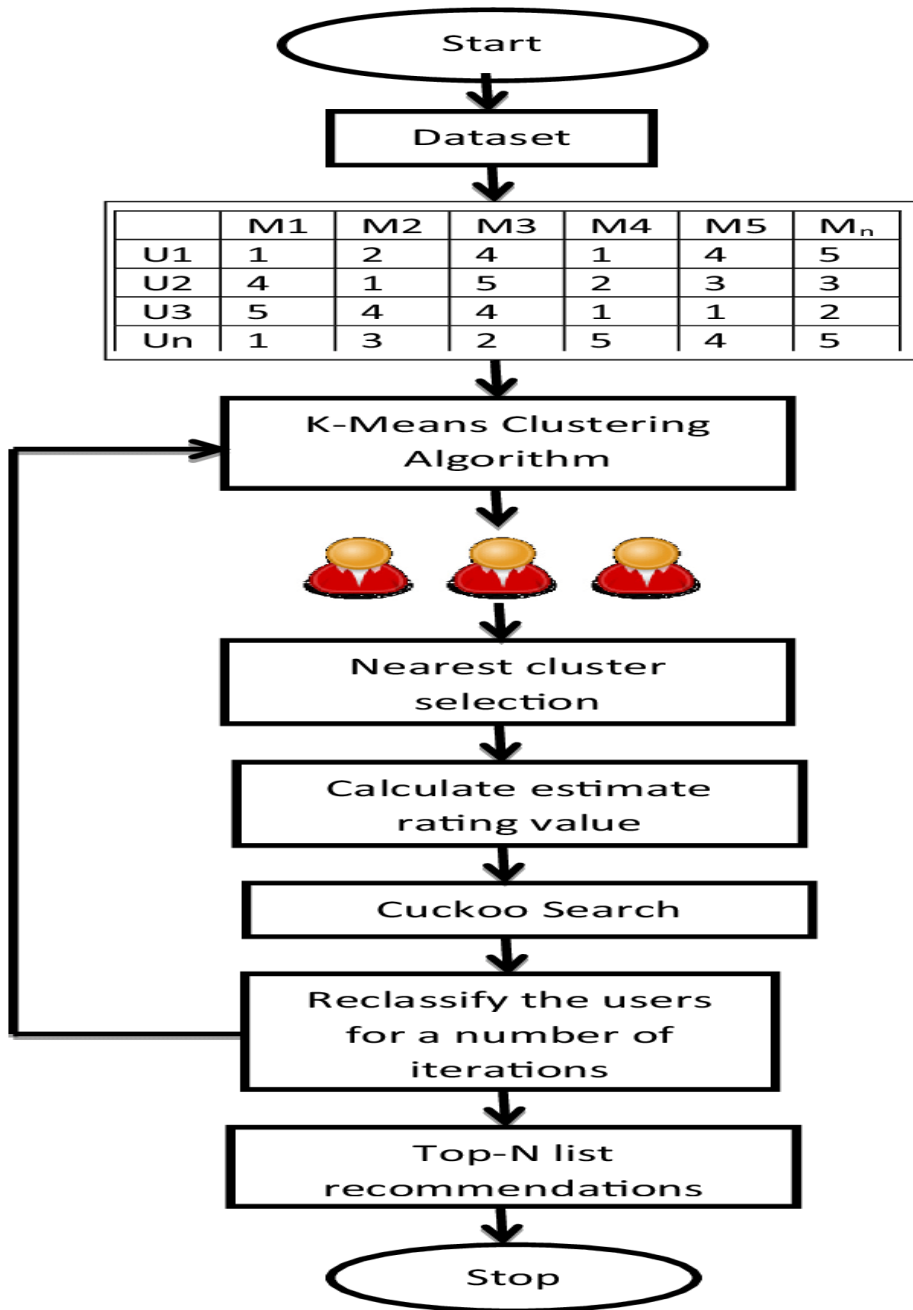 Start
Dataset
M1 M2 M3 M4 M5 Mn
U1 1 2 4 1 4 5
U2 4 1 5 2 3 3
U3 5 4 4 1 1 2
Un 1 3 2 5 4 5
K-Means Clustering
Algorithm
Nearest cluster
selection
Calculate estimate
rating value
Cuckoo Search
Reclassify the users
for a number of
iterations
Top-N list
recommendations
Stop